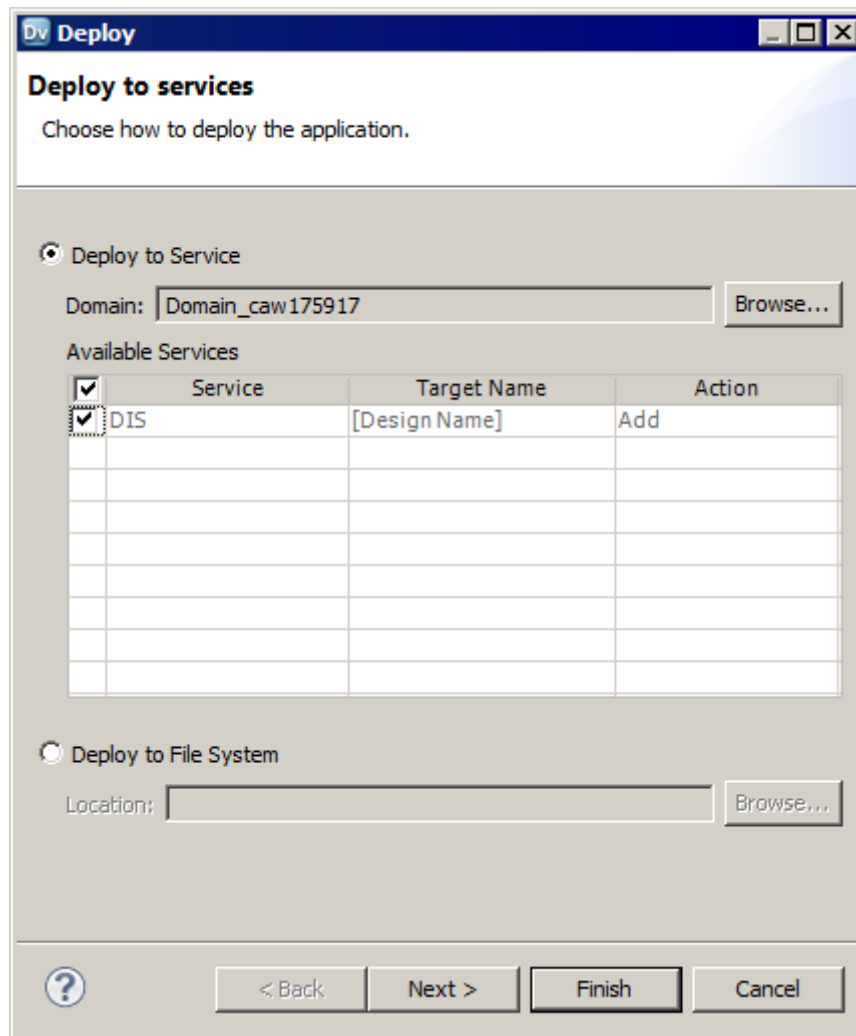 Dv Deploy
Deploy to services
Choose how to deploy the application.
Deploy to Service
Domain: Domain_caw175917 Browse...
Available Services
Service Target Name Action
DIS [Design Name] Add
Deploy to File System
Location: Browse...
? < Back Next > Finish Cancel